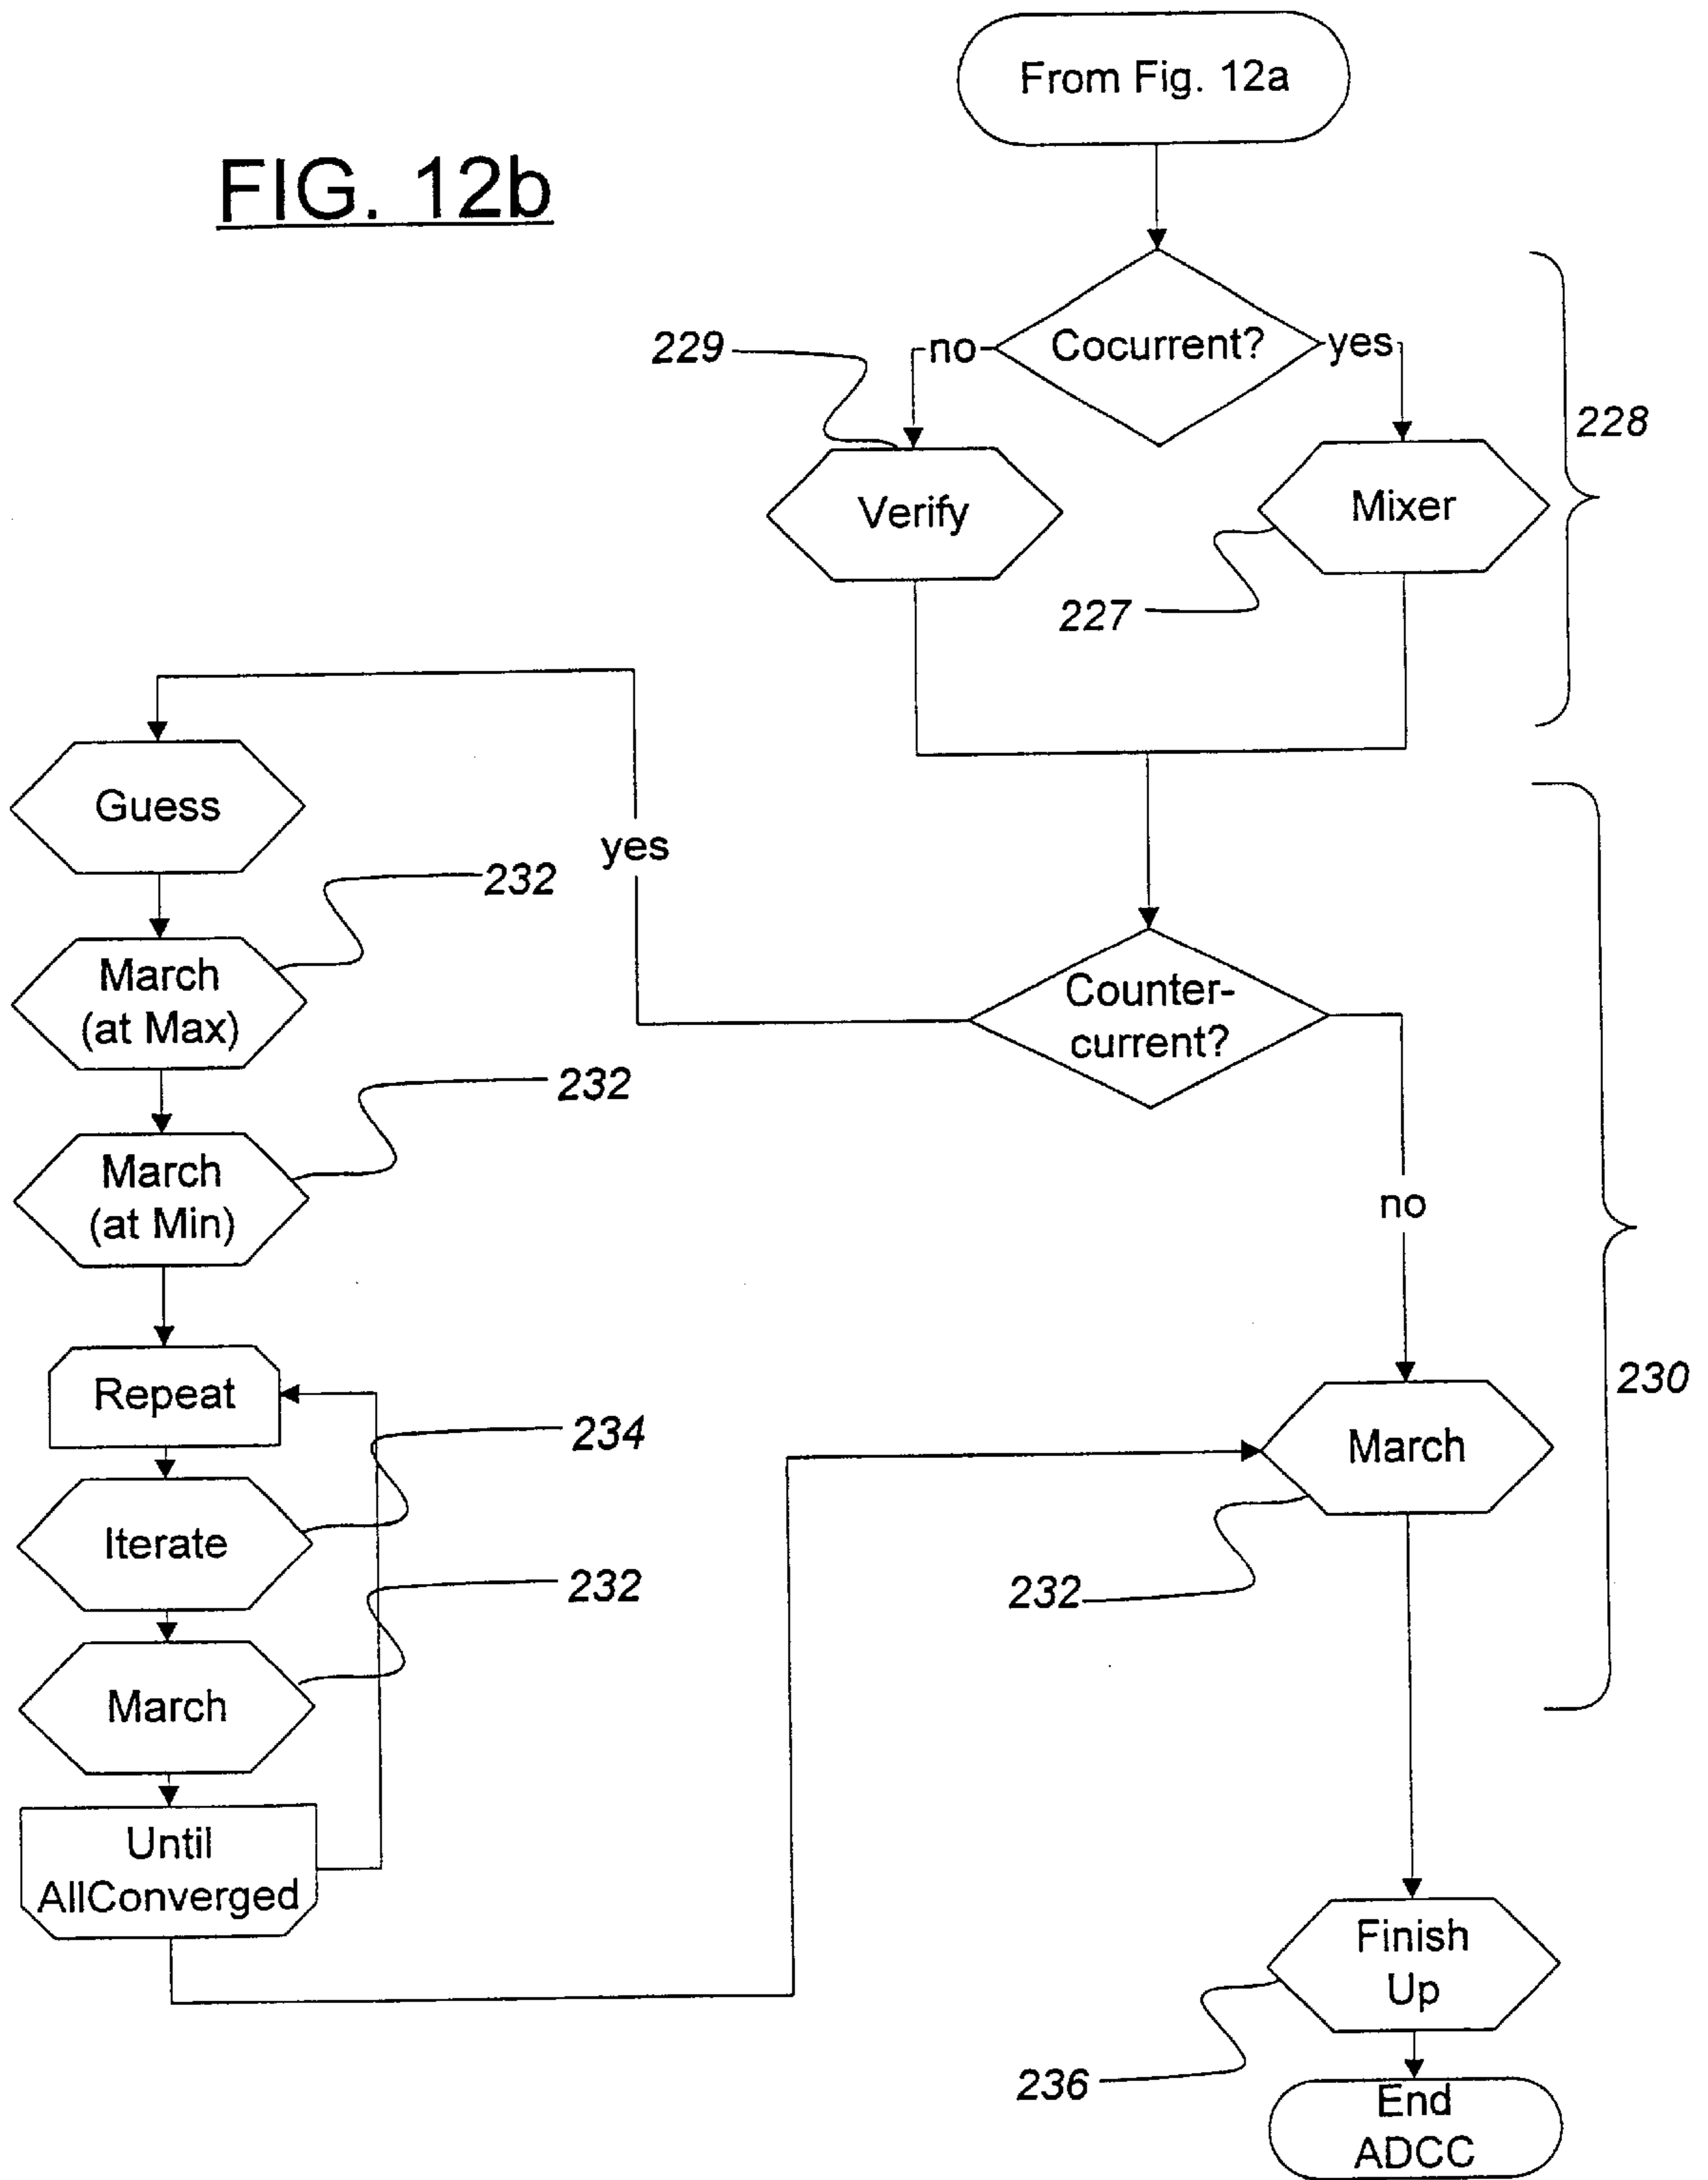 From Fig. 12a
FIG. 12b
Cocurrent?
no
yes
229
228
Verify
Mixer
227
Guess
yes
232
March
(at Max)
Counter-
current?
232
March
(at Min)
no
Repeat
230
234
March
Iterate
232
232
March
Until
AllConverged
Finish
Up
236
End
ADCC